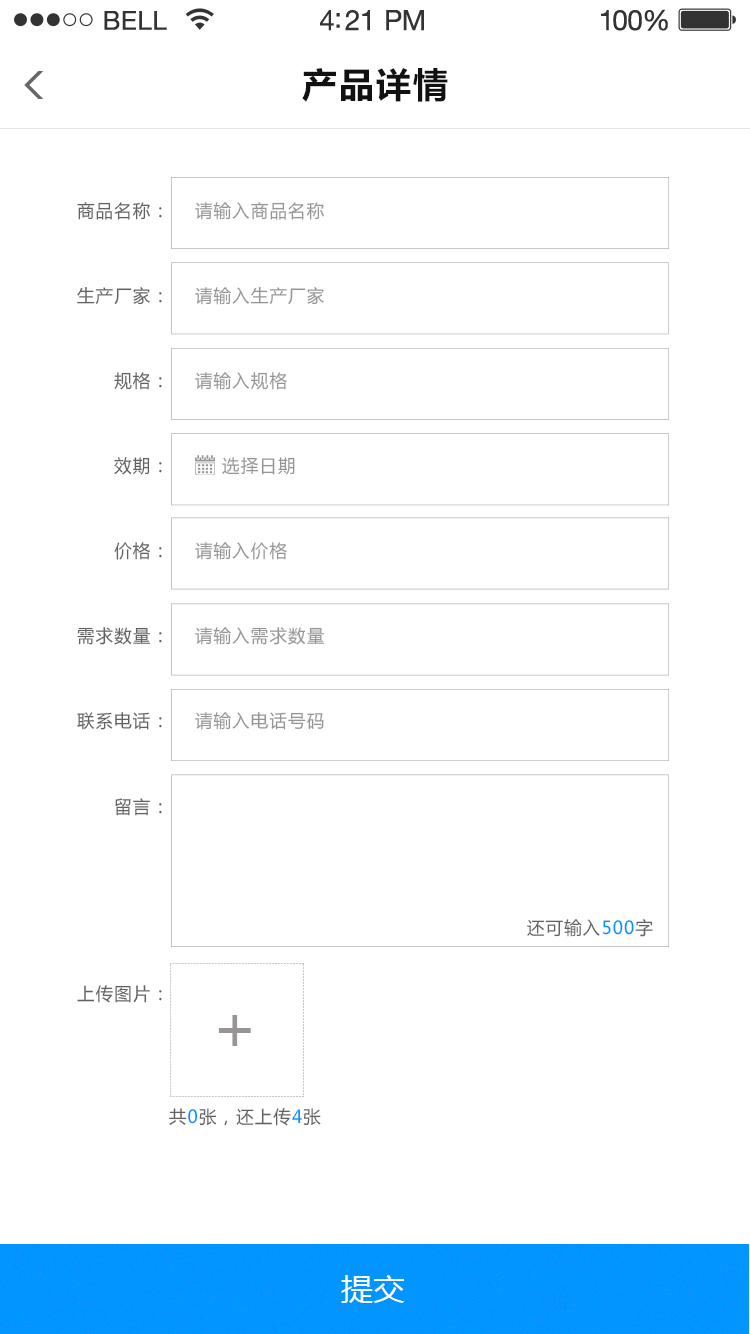 BELL 4:21 PM 100%
产品详情
商品名称： 请输入商品名称
生产厂家： 请输入生产厂家
规格： 请输入规格
效期： 选择日期
价格： 请输入价格
需求数量： 请输入需求数量
联系电话： 请输入电话号码
留言：
还可输入500字
上传图片：
共0张，还上传4张
提交